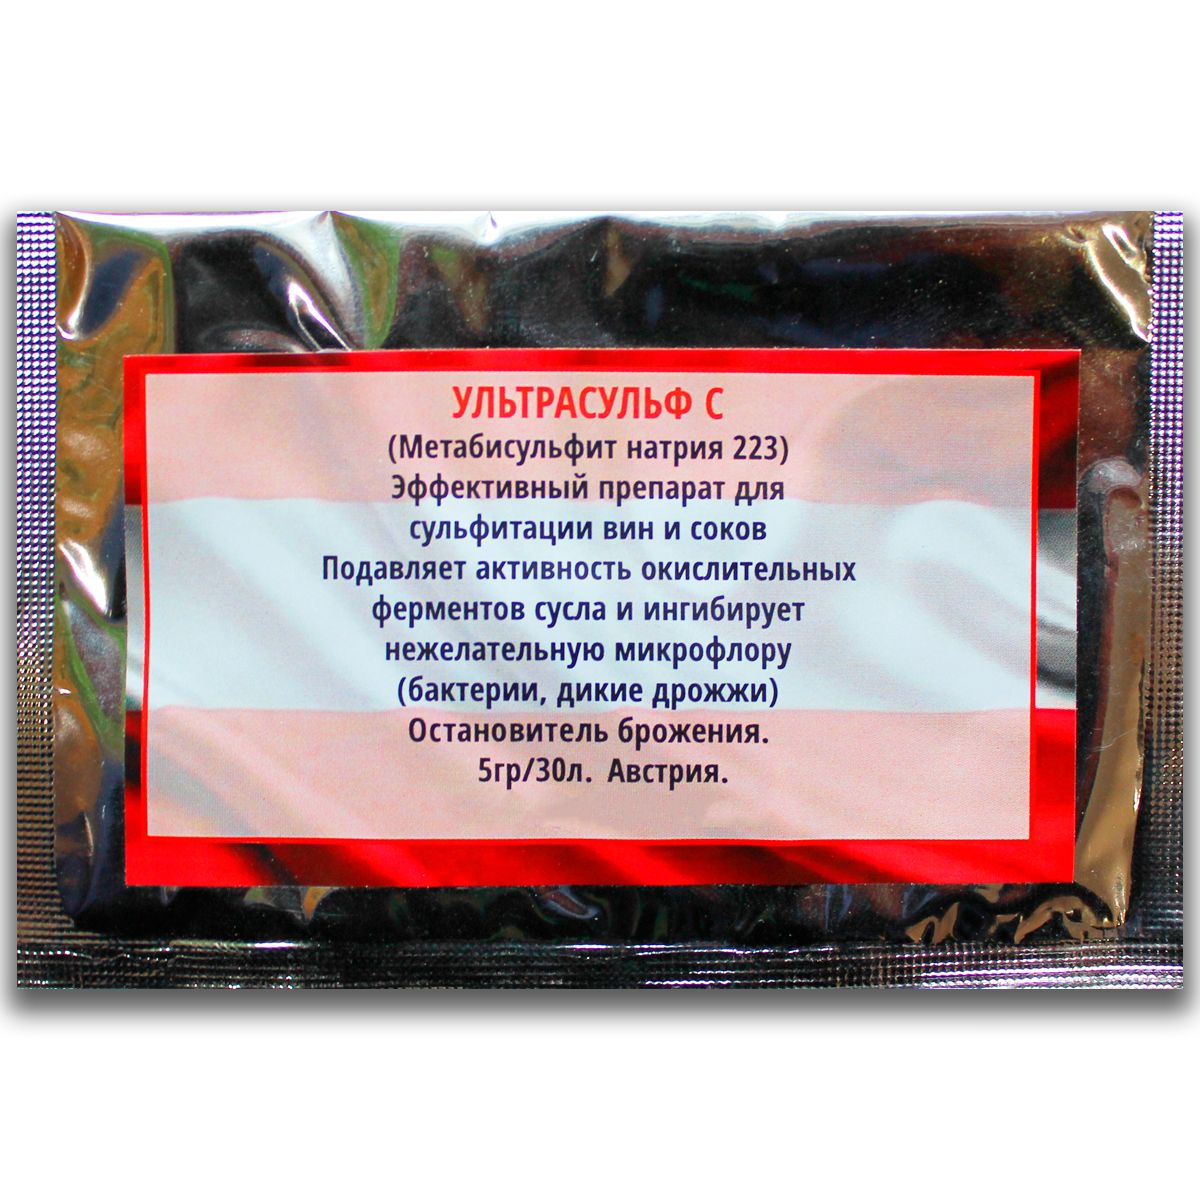 УЛЬТРАСУЛЬФ С
(Метабисульфит натрия 223)
Эффективный препарат для
сульфитации вин и соков
Подавляет активность окислительных
ферментов сусла и ингибирует
нежелательную микрофлору
(бактерии, дикие дрожжи)
Остановитель брожения.
5гр/30л. Австрия.